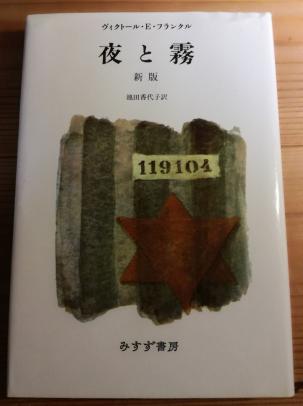 ヴィクトール・E・フランクル
夜と霧
新版
池田香代子訳
119104
みすず書房